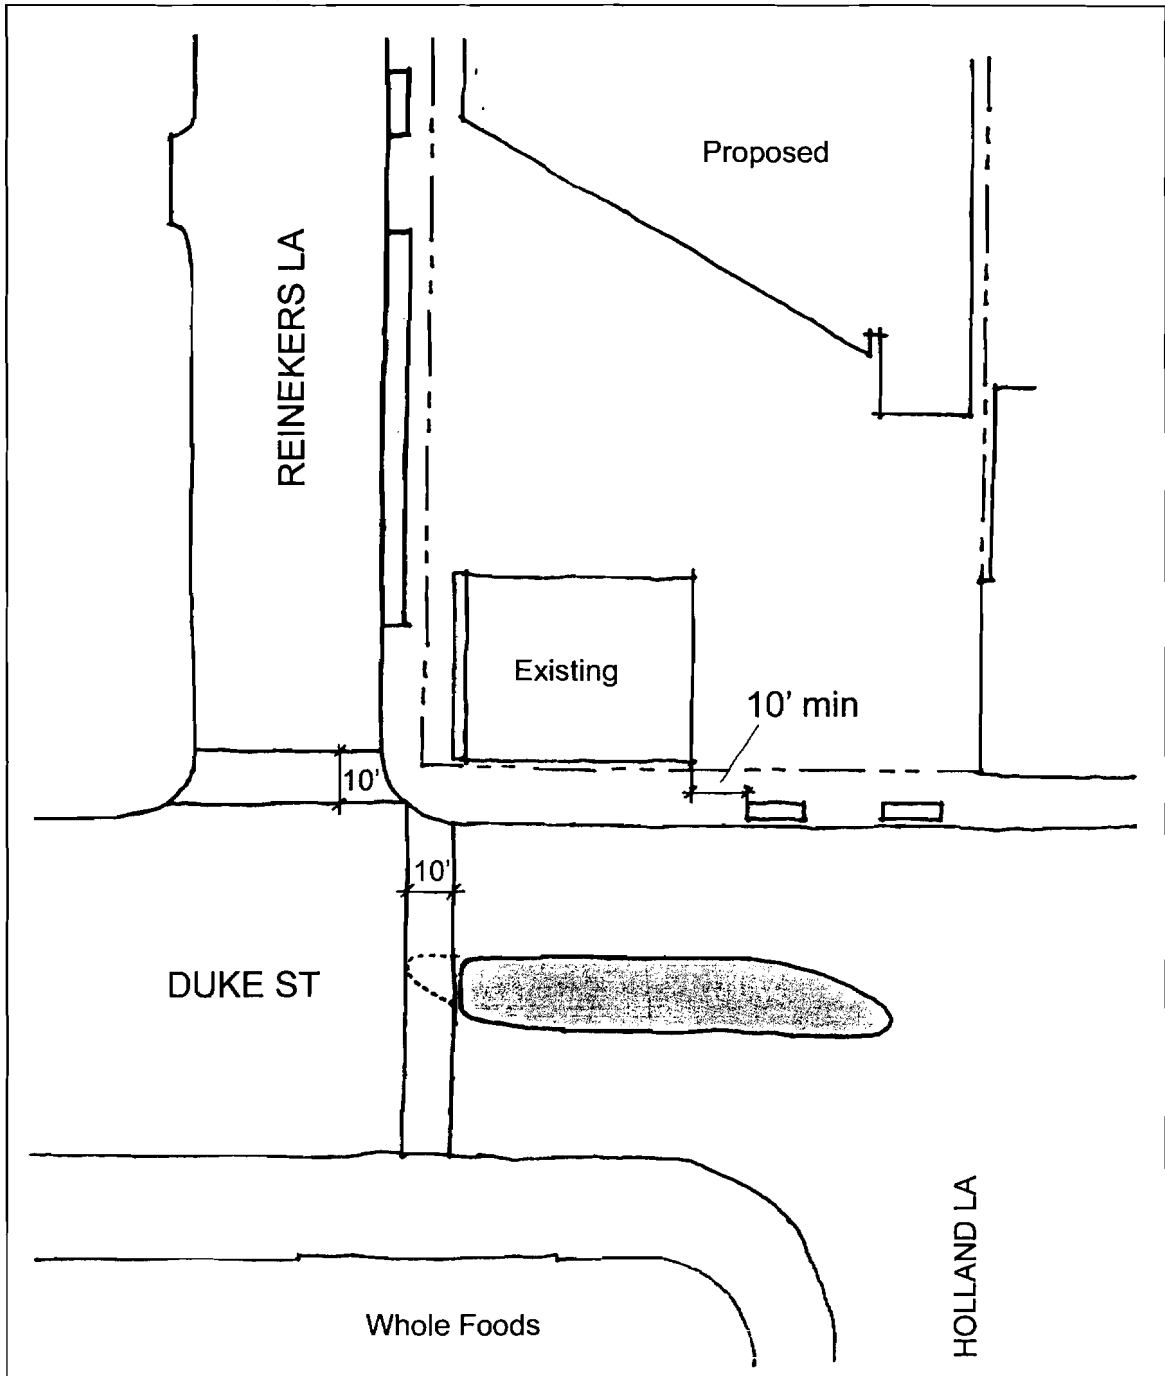 Proposed
REINEKERS LA
Existing
10' min
10'
10'
DUKE ST
HOLLAND LA
Whole Foods